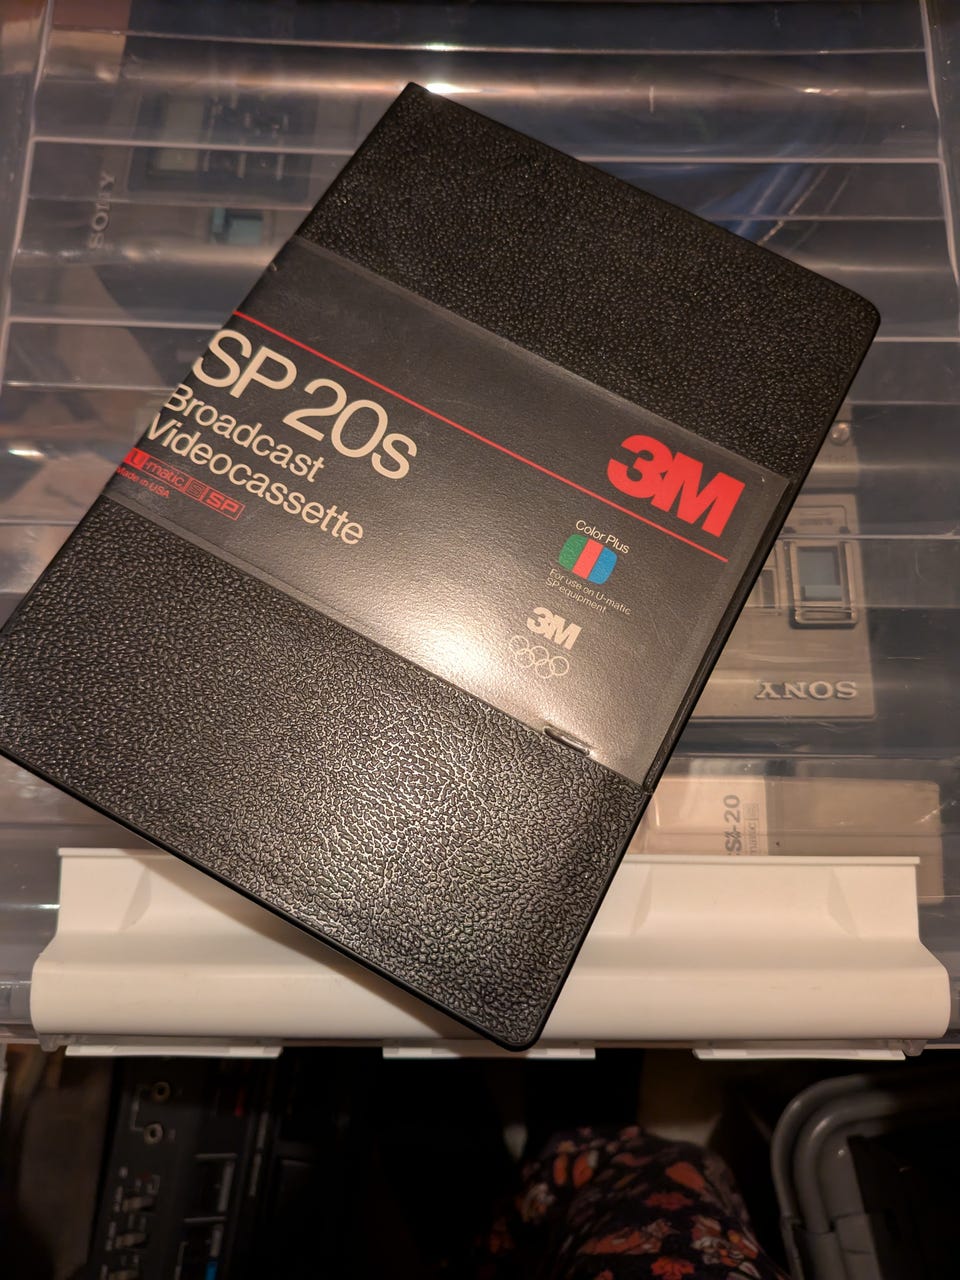 SONY
SP 20s
Broadcast
Videocassette
U-matic S SP
Made in USA
3M
Color Plus
For use on U-matic
SP equipment
3M
SONY
-20